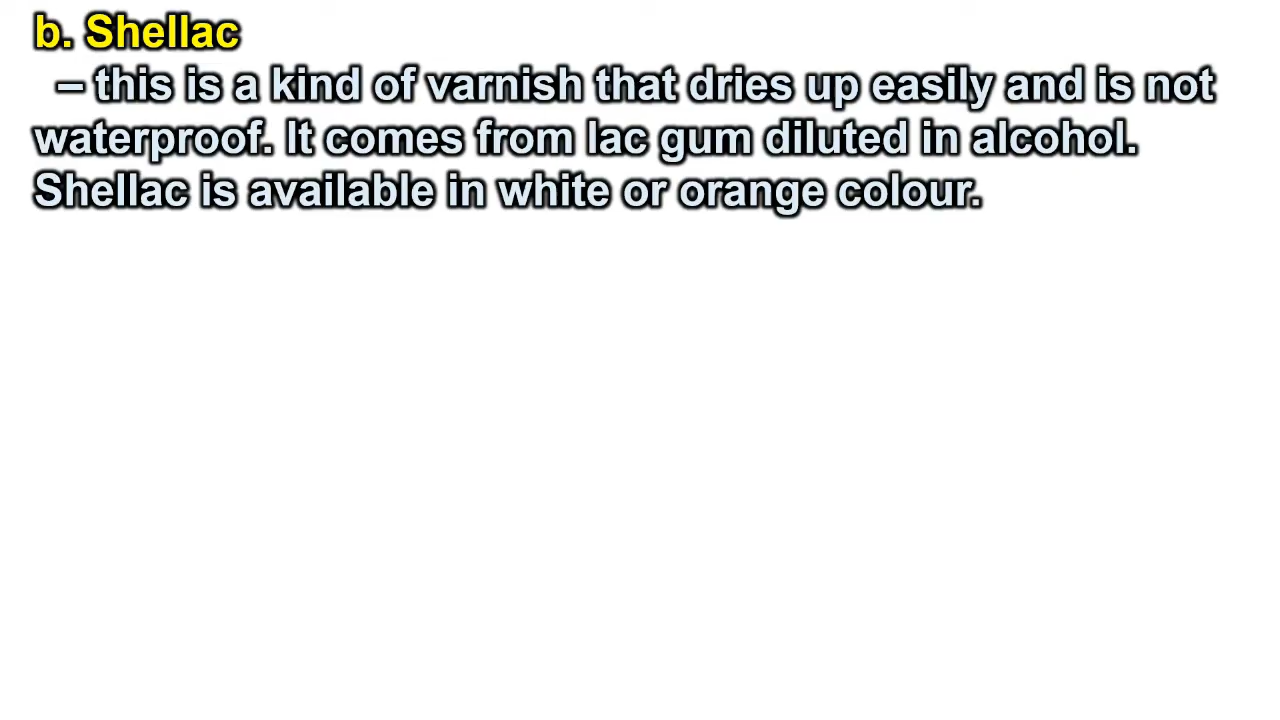 b. Shellac
– this is a kind of varnish that dries up easily and is not
waterproof. It comes from lac gum diluted in alcohol.
Shellac is available in white or orange colour.